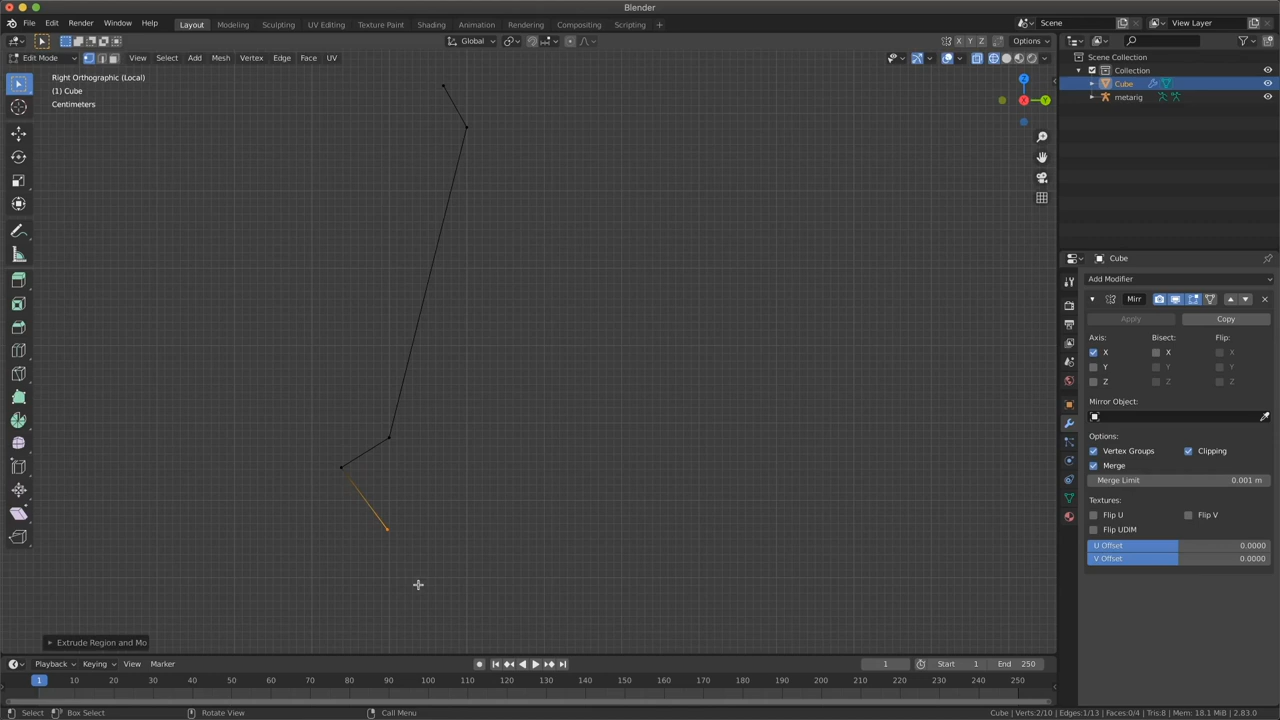 Blender
File Edit Render Window Help Layout Modeling Sculpting UV Editing Texture Paint Shading Animation Rendering Compositing Scripting Scene View Layer
Global X Y Z Options
Edit Mode View Select Add Mesh Vertex Edge Face UV
Right Orthographic (Local)
(1) Cube
Centimeters
Z
X Y
Extrude Region and Mo
Scene Collection
Collection
Cube
metarig
Cube
Add Modifier
Mirr
Apply Copy
Axis: Bisect: Flip:
X X X
Y Y Y
Z Z Z
Mirror Object:
Options:
Vertex Groups Clipping
Merge
Merge Limit 0.001 m
Textures:
Flip U Flip V
Flip UDIM
U Offset 0.0000
V Offset 0.0000
Playback Keying View Marker 1 Start 1 End 250
1 10 20 30 40 50 60 70 80 90 100 110 120 130 140 150 160 170 180 190 200 210 220 230 240 250
Select Box Select Rotate View Call Menu Cube | Verts:2/10 | Edges:1/13 | Faces:0/4 | Tris:8 | Mem: 18.1 MiB | 2.83.0